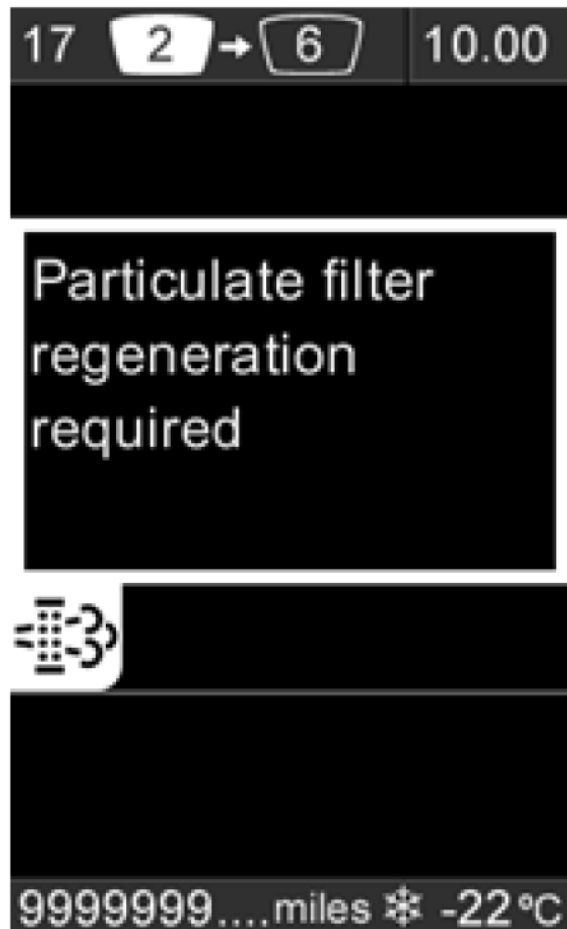 17 2→6 10.00
Particulate filter
regeneration
required
9999999....miles ❄ -22°C